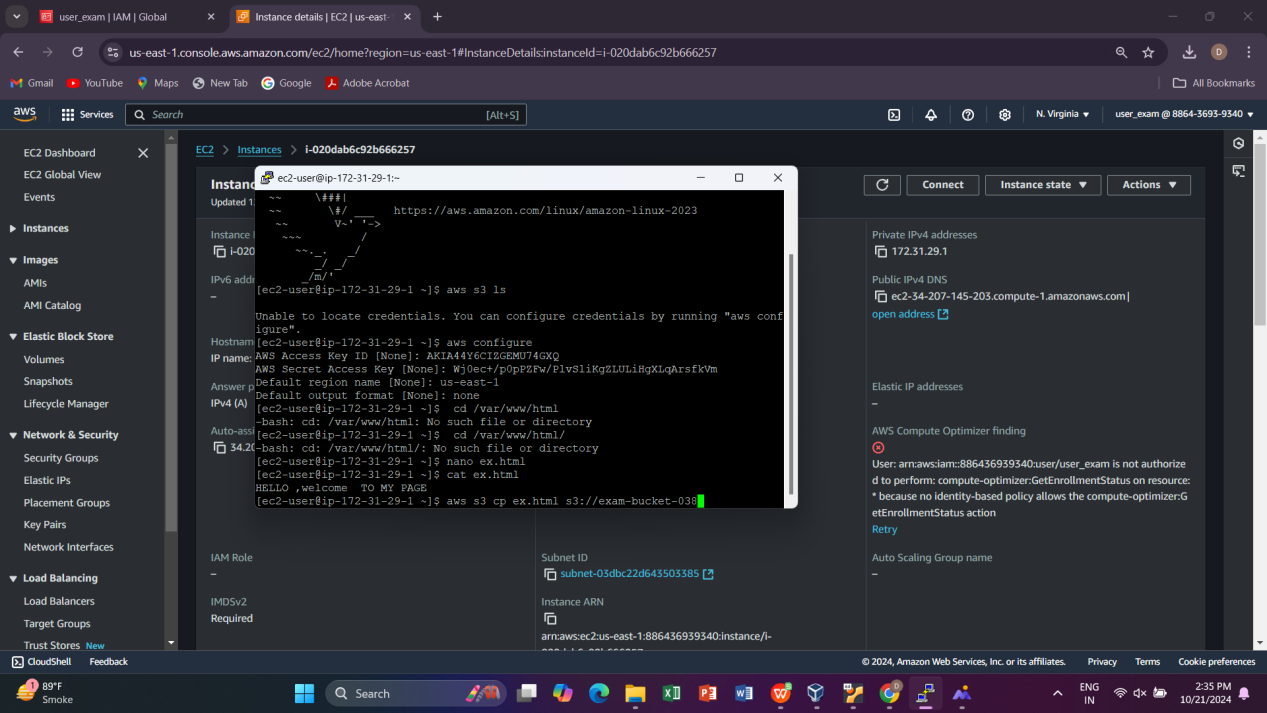 user_exam | IAM | Global
Instance details | EC2 | us-east-
us-east-1.console.aws.amazon.com/ec2/home?region=us-east-1#InstanceDetails:instanceId=i-020dab6c92b666257
D
Gmail YouTube Maps New Tab Google Adobe Acrobat All Bookmarks
aws Services Search [Alt+S] N. Virginia user_exam @ 8864-3693-9340
EC2 Dashboard
EC2 Global View
Events
Instances
Images
AMIs
Elastic Block Store
Volumes
Snapshots
Lifecycle Manager
Network & Security
Security Groups
Elastic IPs
Placement Groups
Key Pairs
Network Interfaces
Load Balancing
Load Balancers
Target Groups
Trust Stores New
EC2 > Instances > i-020dab6c92b666257
Connect Instance state Actions
ec2-user@ip-172-31-29-1:~
~~ \###|
~~ \#/ ___ https://aws.amazon.com/linux/amazon-linux-2023
~~ V~' '->
~~~ /
~~._. _/
_/ _/
_/m/'
[ec2-user@ip-172-31-29-1 ~]$ aws s3 ls
Unable to locate credentials. You can configure credentials by running "aws conf
igure".
[ec2-user@ip-172-31-29-1 ~]$ aws configure
AWS Access Key ID [None]: AKIA44Y6CIZGEMU74GXQ
AWS Secret Access Key [None]:
Default region name [None]: us-east-1
Default output format [None]: none
[ec2-user@ip-172-31-29-1 ~]$ cd /var/www/html
-bash: cd: /var/www/html: No such file or directory
[ec2-user@ip-172-31-29-1 ~]$ cd /var/www/html/
-bash: cd: /var/www/html/: No such file or directory
[ec2-user@ip-172-31-29-1 ~]$ nano ex.html
[ec2-user@ip-172-31-29-1 ~]$ cat ex.html
HELLO ,welcome TO MY PAGE
[ec2-user@ip-172-31-29-1 ~]$ aws s3 cp ex.html s3://exam-bucket-038
IAM Role
–
IMDSv2
Required
Subnet ID
subnet-03dbc22d643503385
Instance ARN
arn:aws:ec2:us-east-1:886436939340:instance/i-
Private IPv4 addresses
172.31.29.1
Public IPv4 DNS
ec2-34-207-145-203.compute-1.amazonaws.com |
open address
Elastic IP addresses
–
AWS Compute Optimizer finding
User: arn:aws:iam::886436939340:user/user_exam is not authorize
d to perform: compute-optimizer:GetEnrollmentStatus on resource:
* because no identity-based policy allows the compute-optimizer:G
etEnrollmentStatus action
Retry
Auto Scaling Group name
–
CloudShell Feedback © 2024, Amazon Web Services, Inc. or its affiliates. Privacy Terms Cookie preferences
1 89°F
Smoke
Search
ENG
IN
2:35 PM
10/21/2024